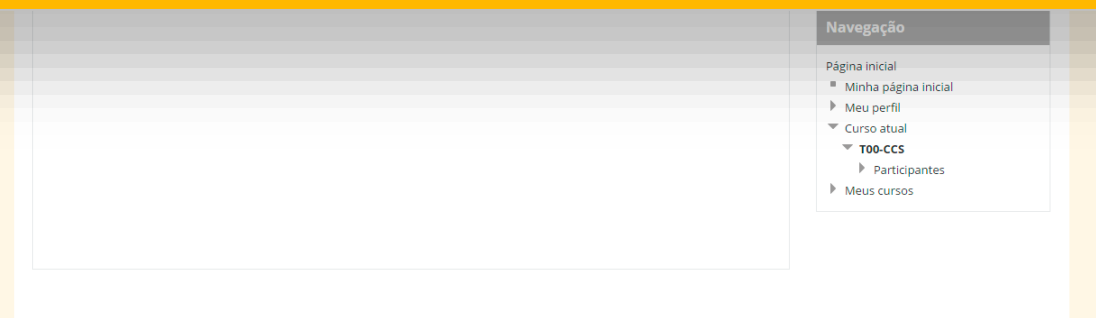 Navegação
Página inicial
Minha página inicial
Meu perfil
Curso atual
T00-CCS
Participantes
Meus cursos